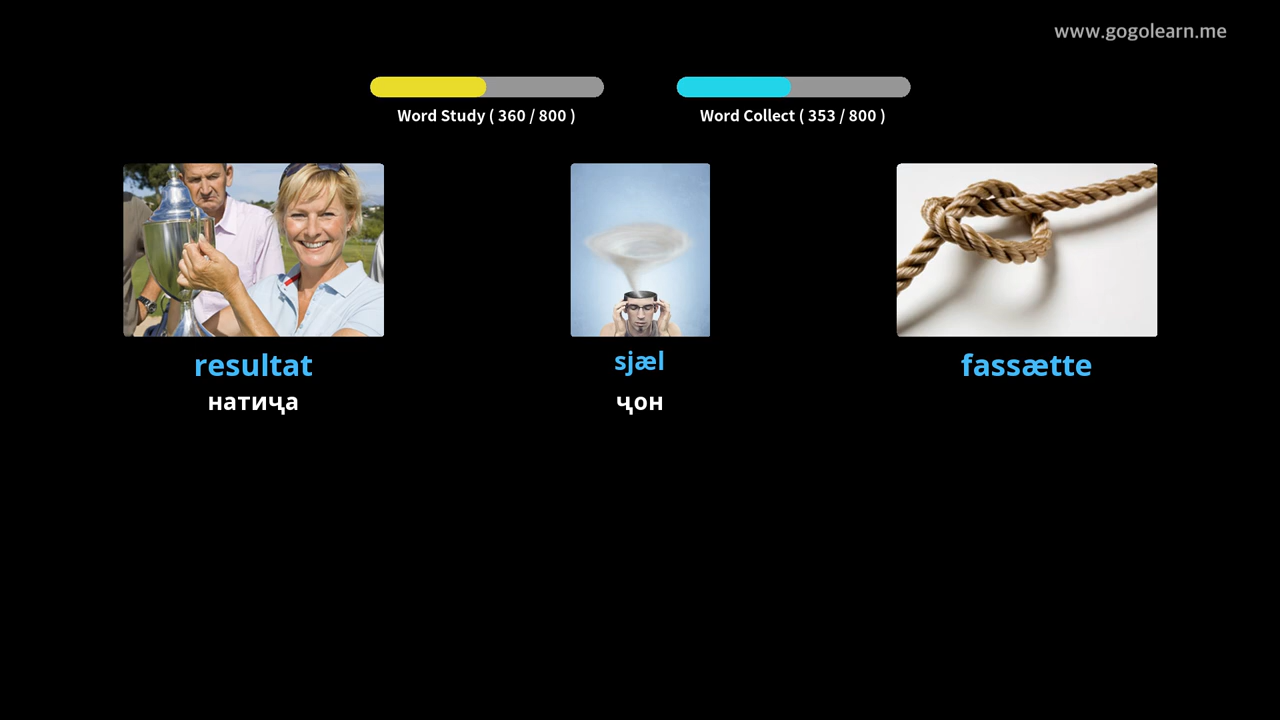 www.gogolearn.me
Word Study ( 360 / 800 )
Word Collect ( 353 / 800 )
resultat
натиҷа
sjæl
ҷон
fassætte